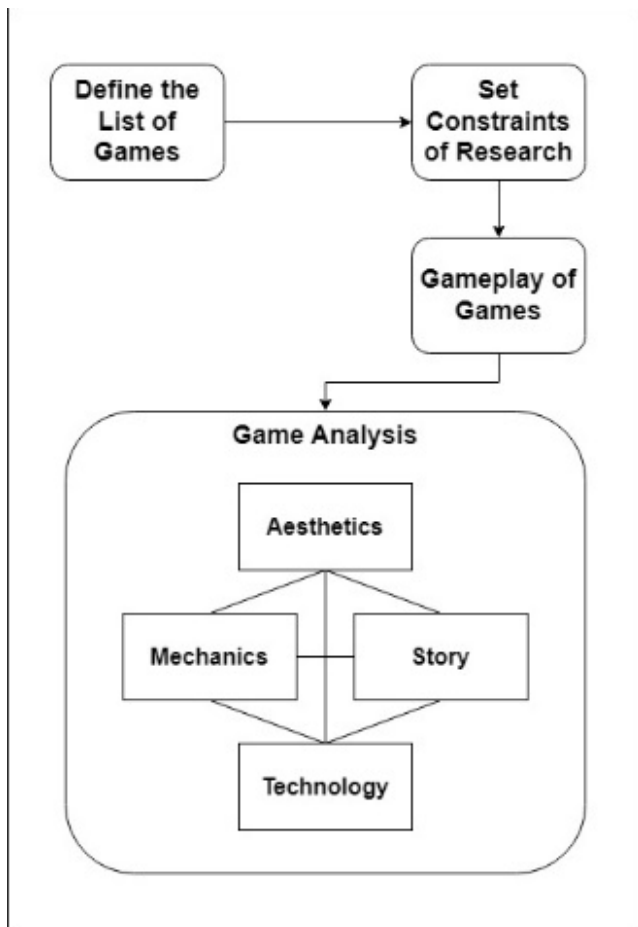 Define the
List of
Games
Set
Constraints
of Research
Gameplay of
Games
Game Analysis
Aesthetics
Mechanics
Story
Technology